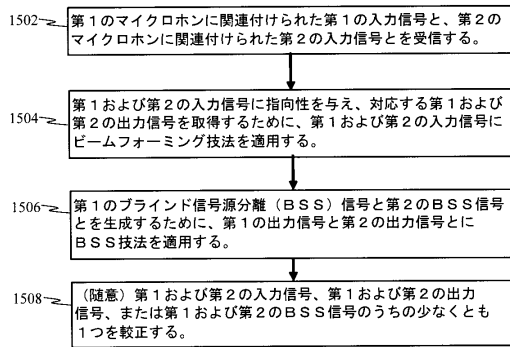 1502
第１のマイクロホンに関連付けられた第１の入力信号と、第２の
マイクロホンに関連付けられた第２の入力信号とを受信する。
1504
第１および第２の入力信号に指向性を与え、対応する第１および
第２の出力信号を取得するために、第１および第２の入力信号に
ビームフォーミング技法を適用する。
1506
第１のブラインド信号源分離（ＢＳＳ）信号と第２のＢＳＳ信号
とを生成するために、第１の出力信号と第２の出力信号とに
ＢＳＳ技法を適用する。
1508
（随意）第１および第２の入力信号、第１および第２の出力
信号、または第１および第２のＢＳＳ信号のうちの少なくとも
１つを較正する。